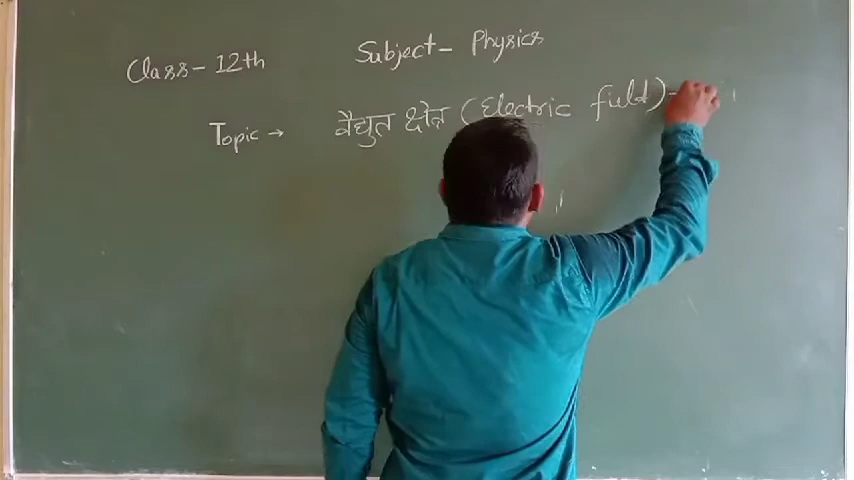 Class - 12th Subject - Physics
Topic → वैद्युत क्षेत्र (Electric field) -